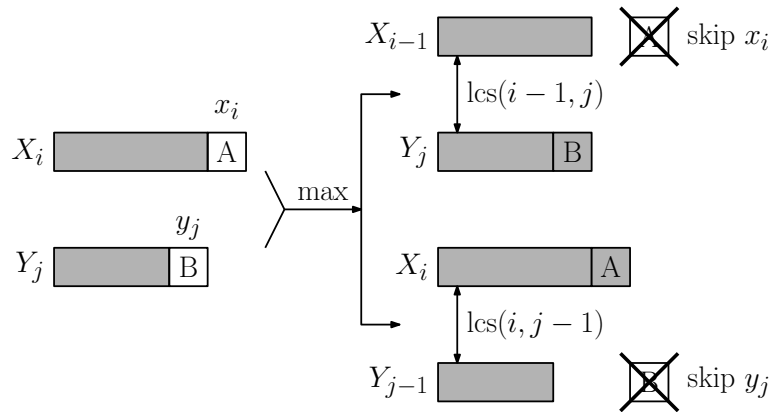 x_i
X_i A
y_j
Y_j B
max
X_{i−1} A skip x_i
lcs(i − 1, j)
Y_j B
X_i A
lcs(i, j − 1)
Y_{j−1} B skip y_j